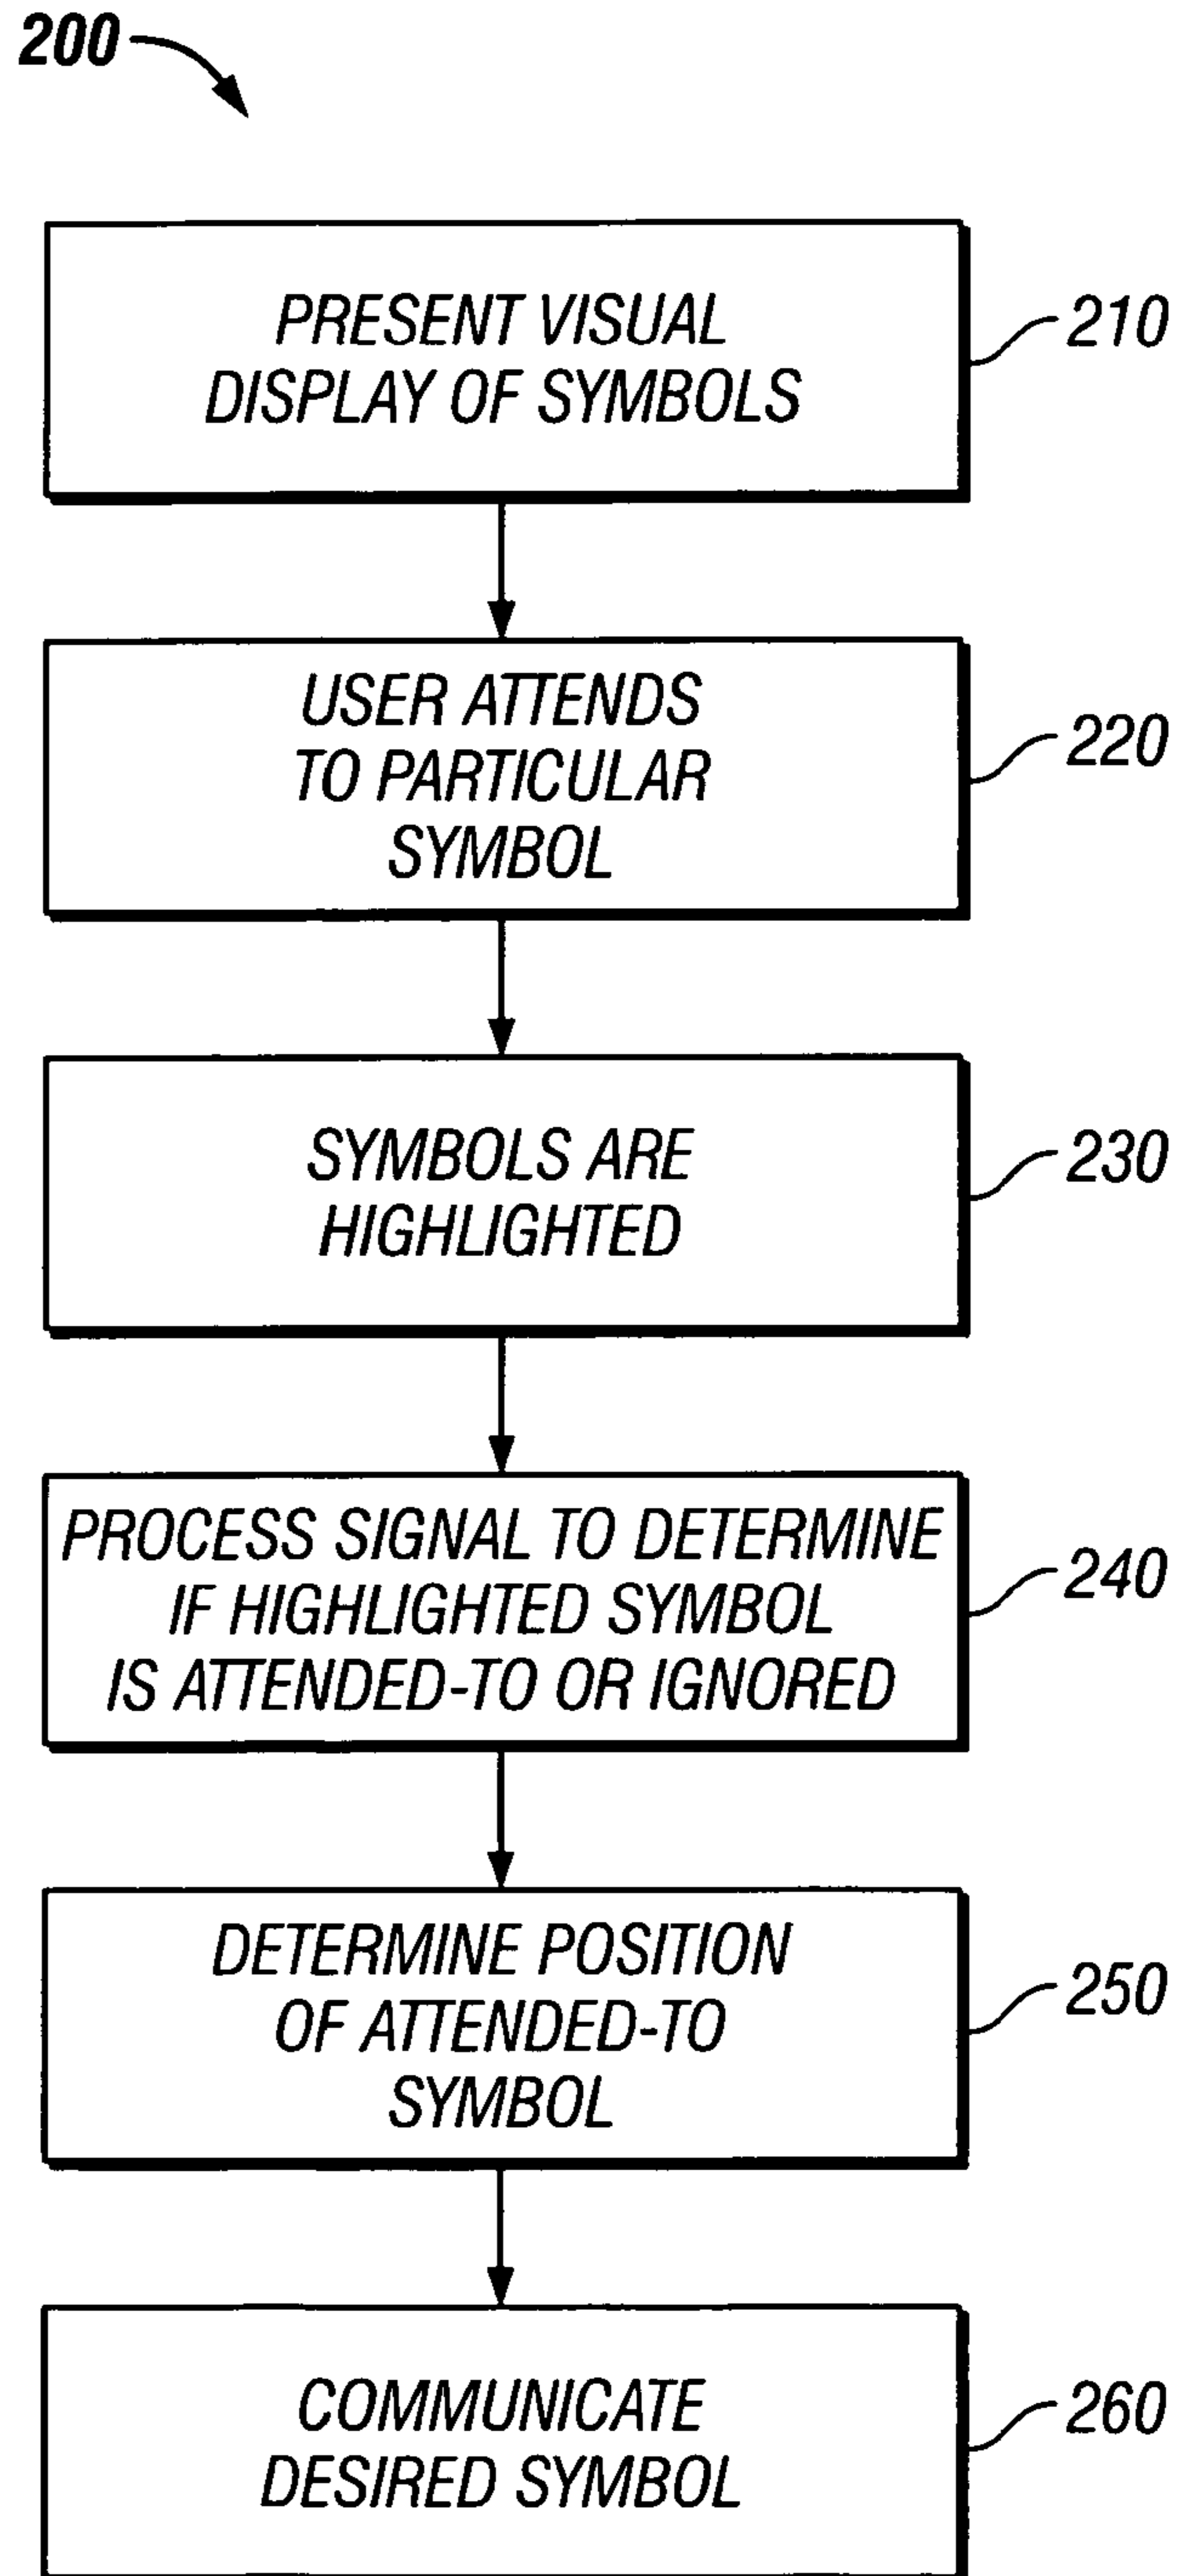 200
PRESENT VISUAL
DISPLAY OF SYMBOLS
210
USER ATTENDS
TO PARTICULAR
SYMBOL
220
SYMBOLS ARE
HIGHLIGHTED
230
PROCESS SIGNAL TO DETERMINE
IF HIGHLIGHTED SYMBOL
IS ATTENDED-TO OR IGNORED
240
DETERMINE POSITION
OF ATTENDED-TO
SYMBOL
250
COMMUNICATE
DESIRED SYMBOL
260